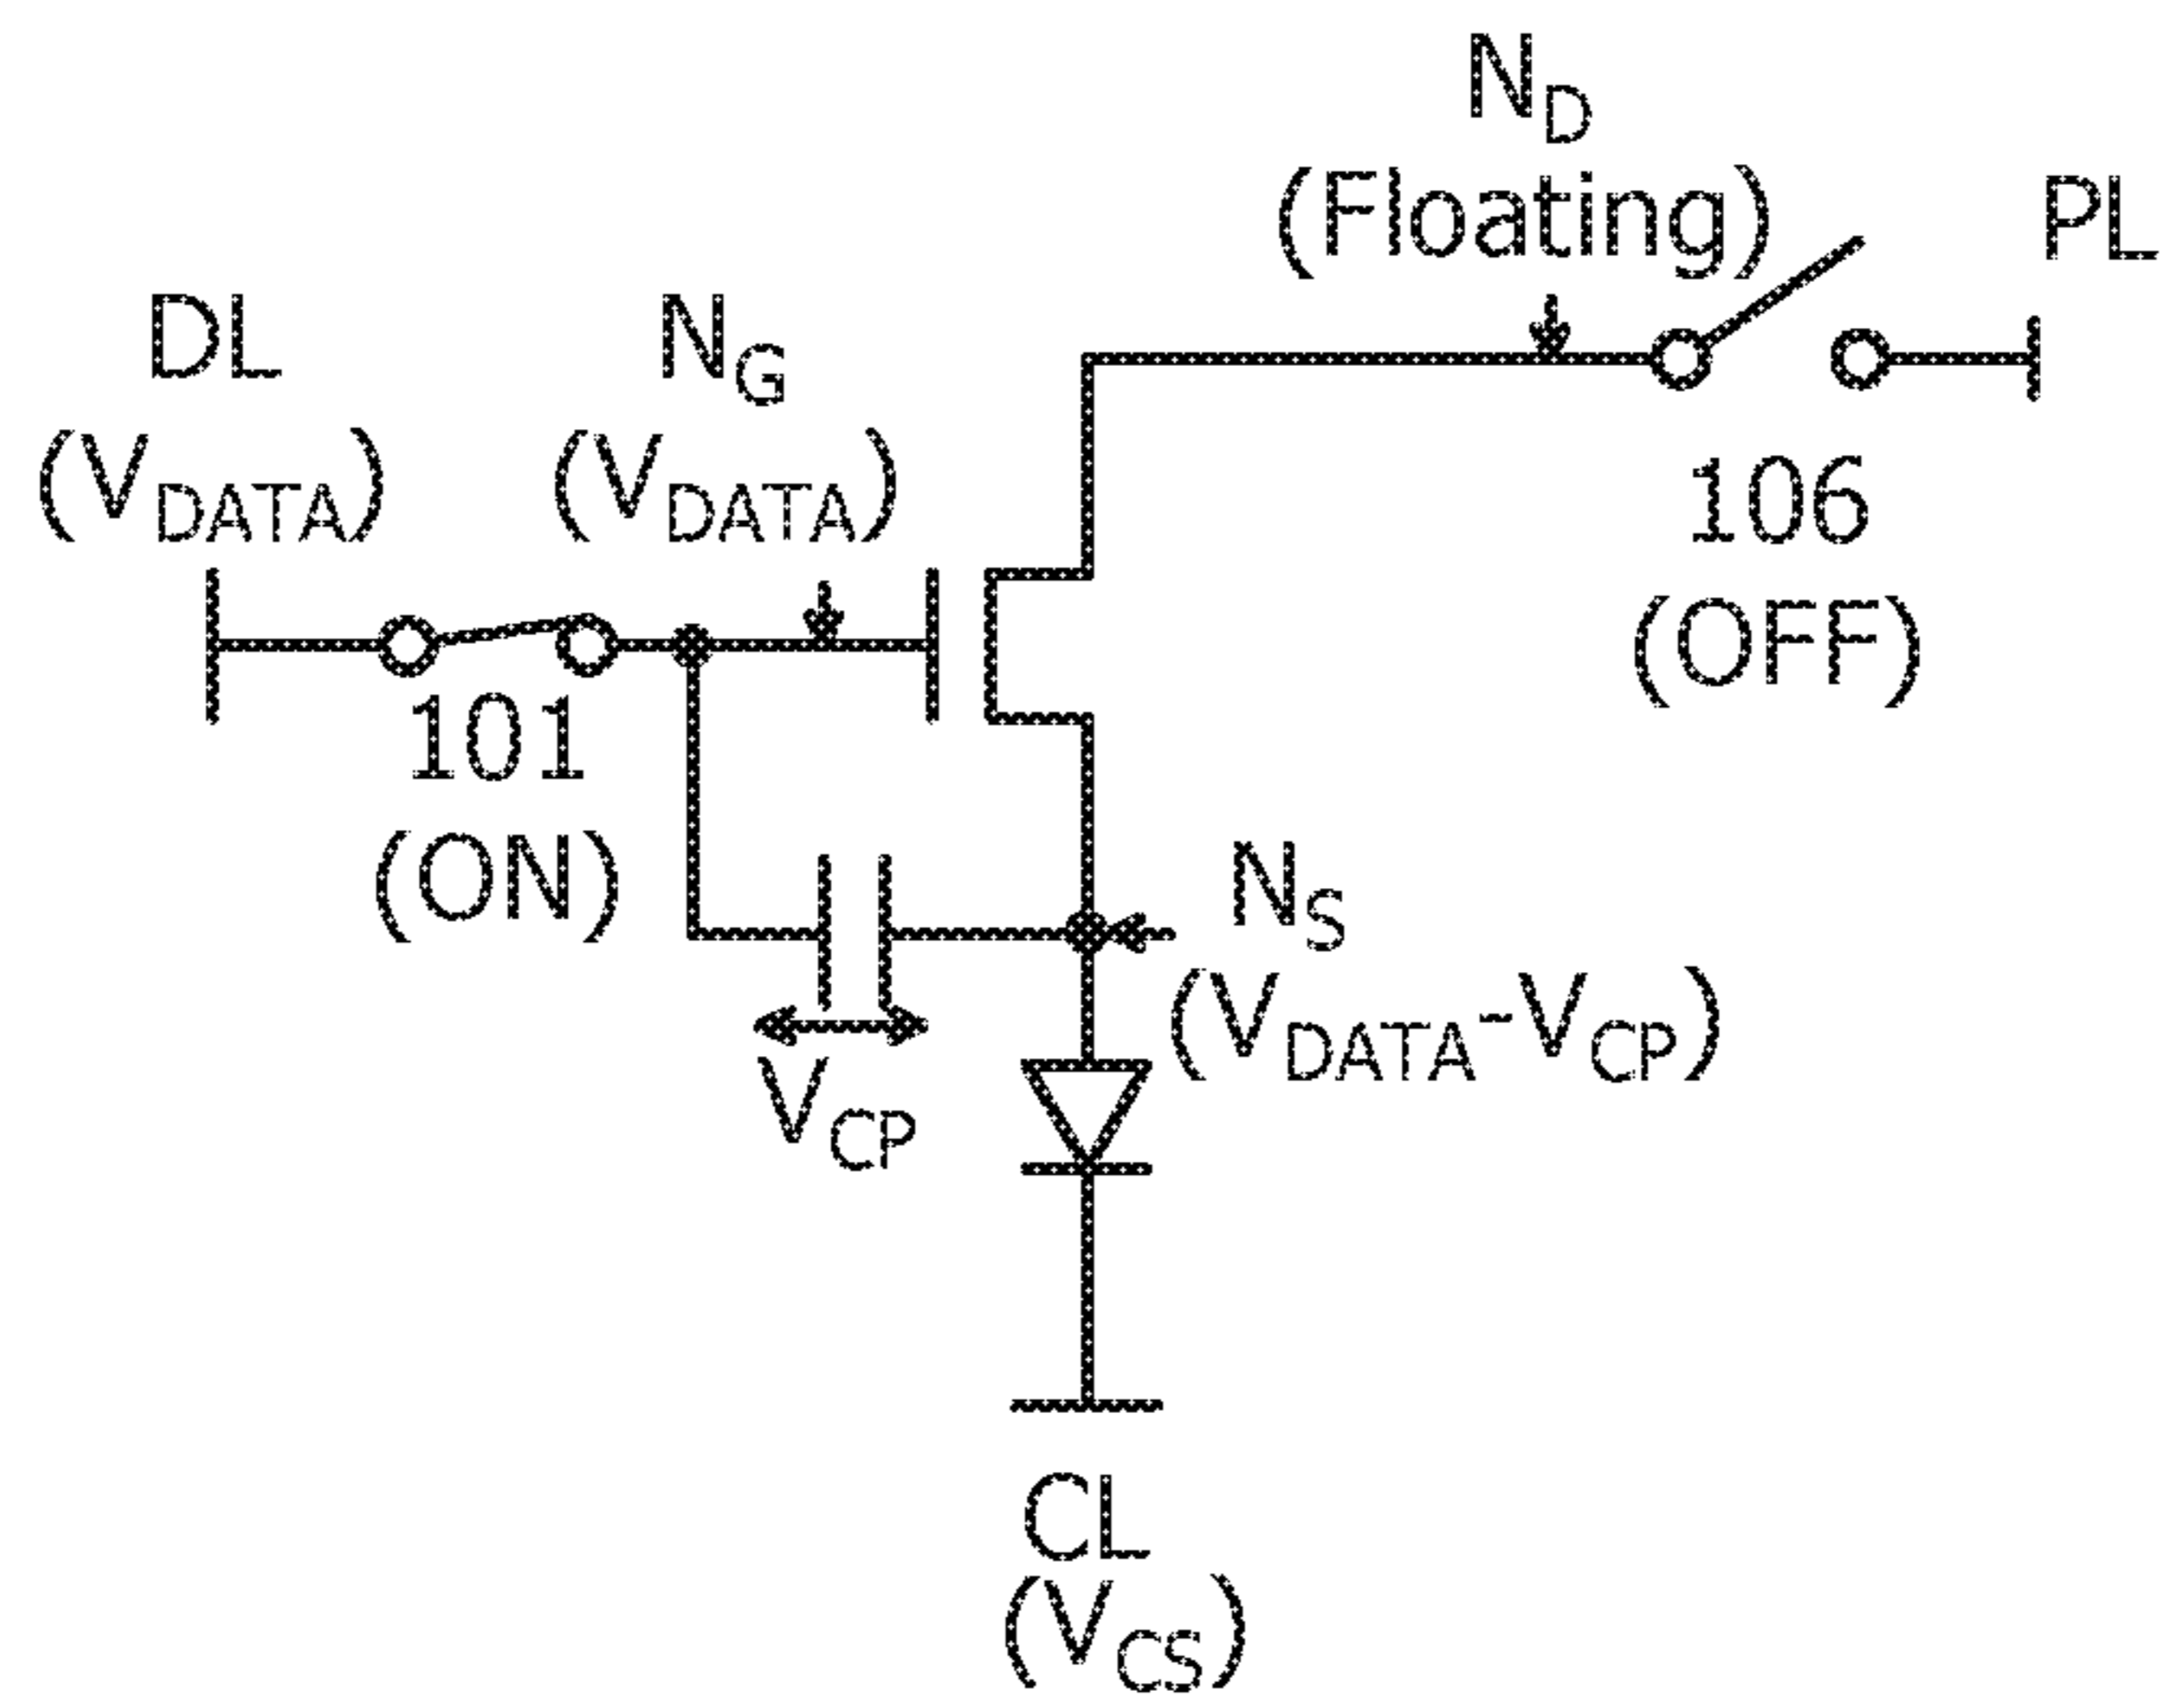 N_D
(Floating)
PL
DL
(V_DATA)
N_G
(V_DATA)
106
(OFF)
101
(ON)
N_S
(V_DATA-V_CP)
V_CP
CL
(V_CS)